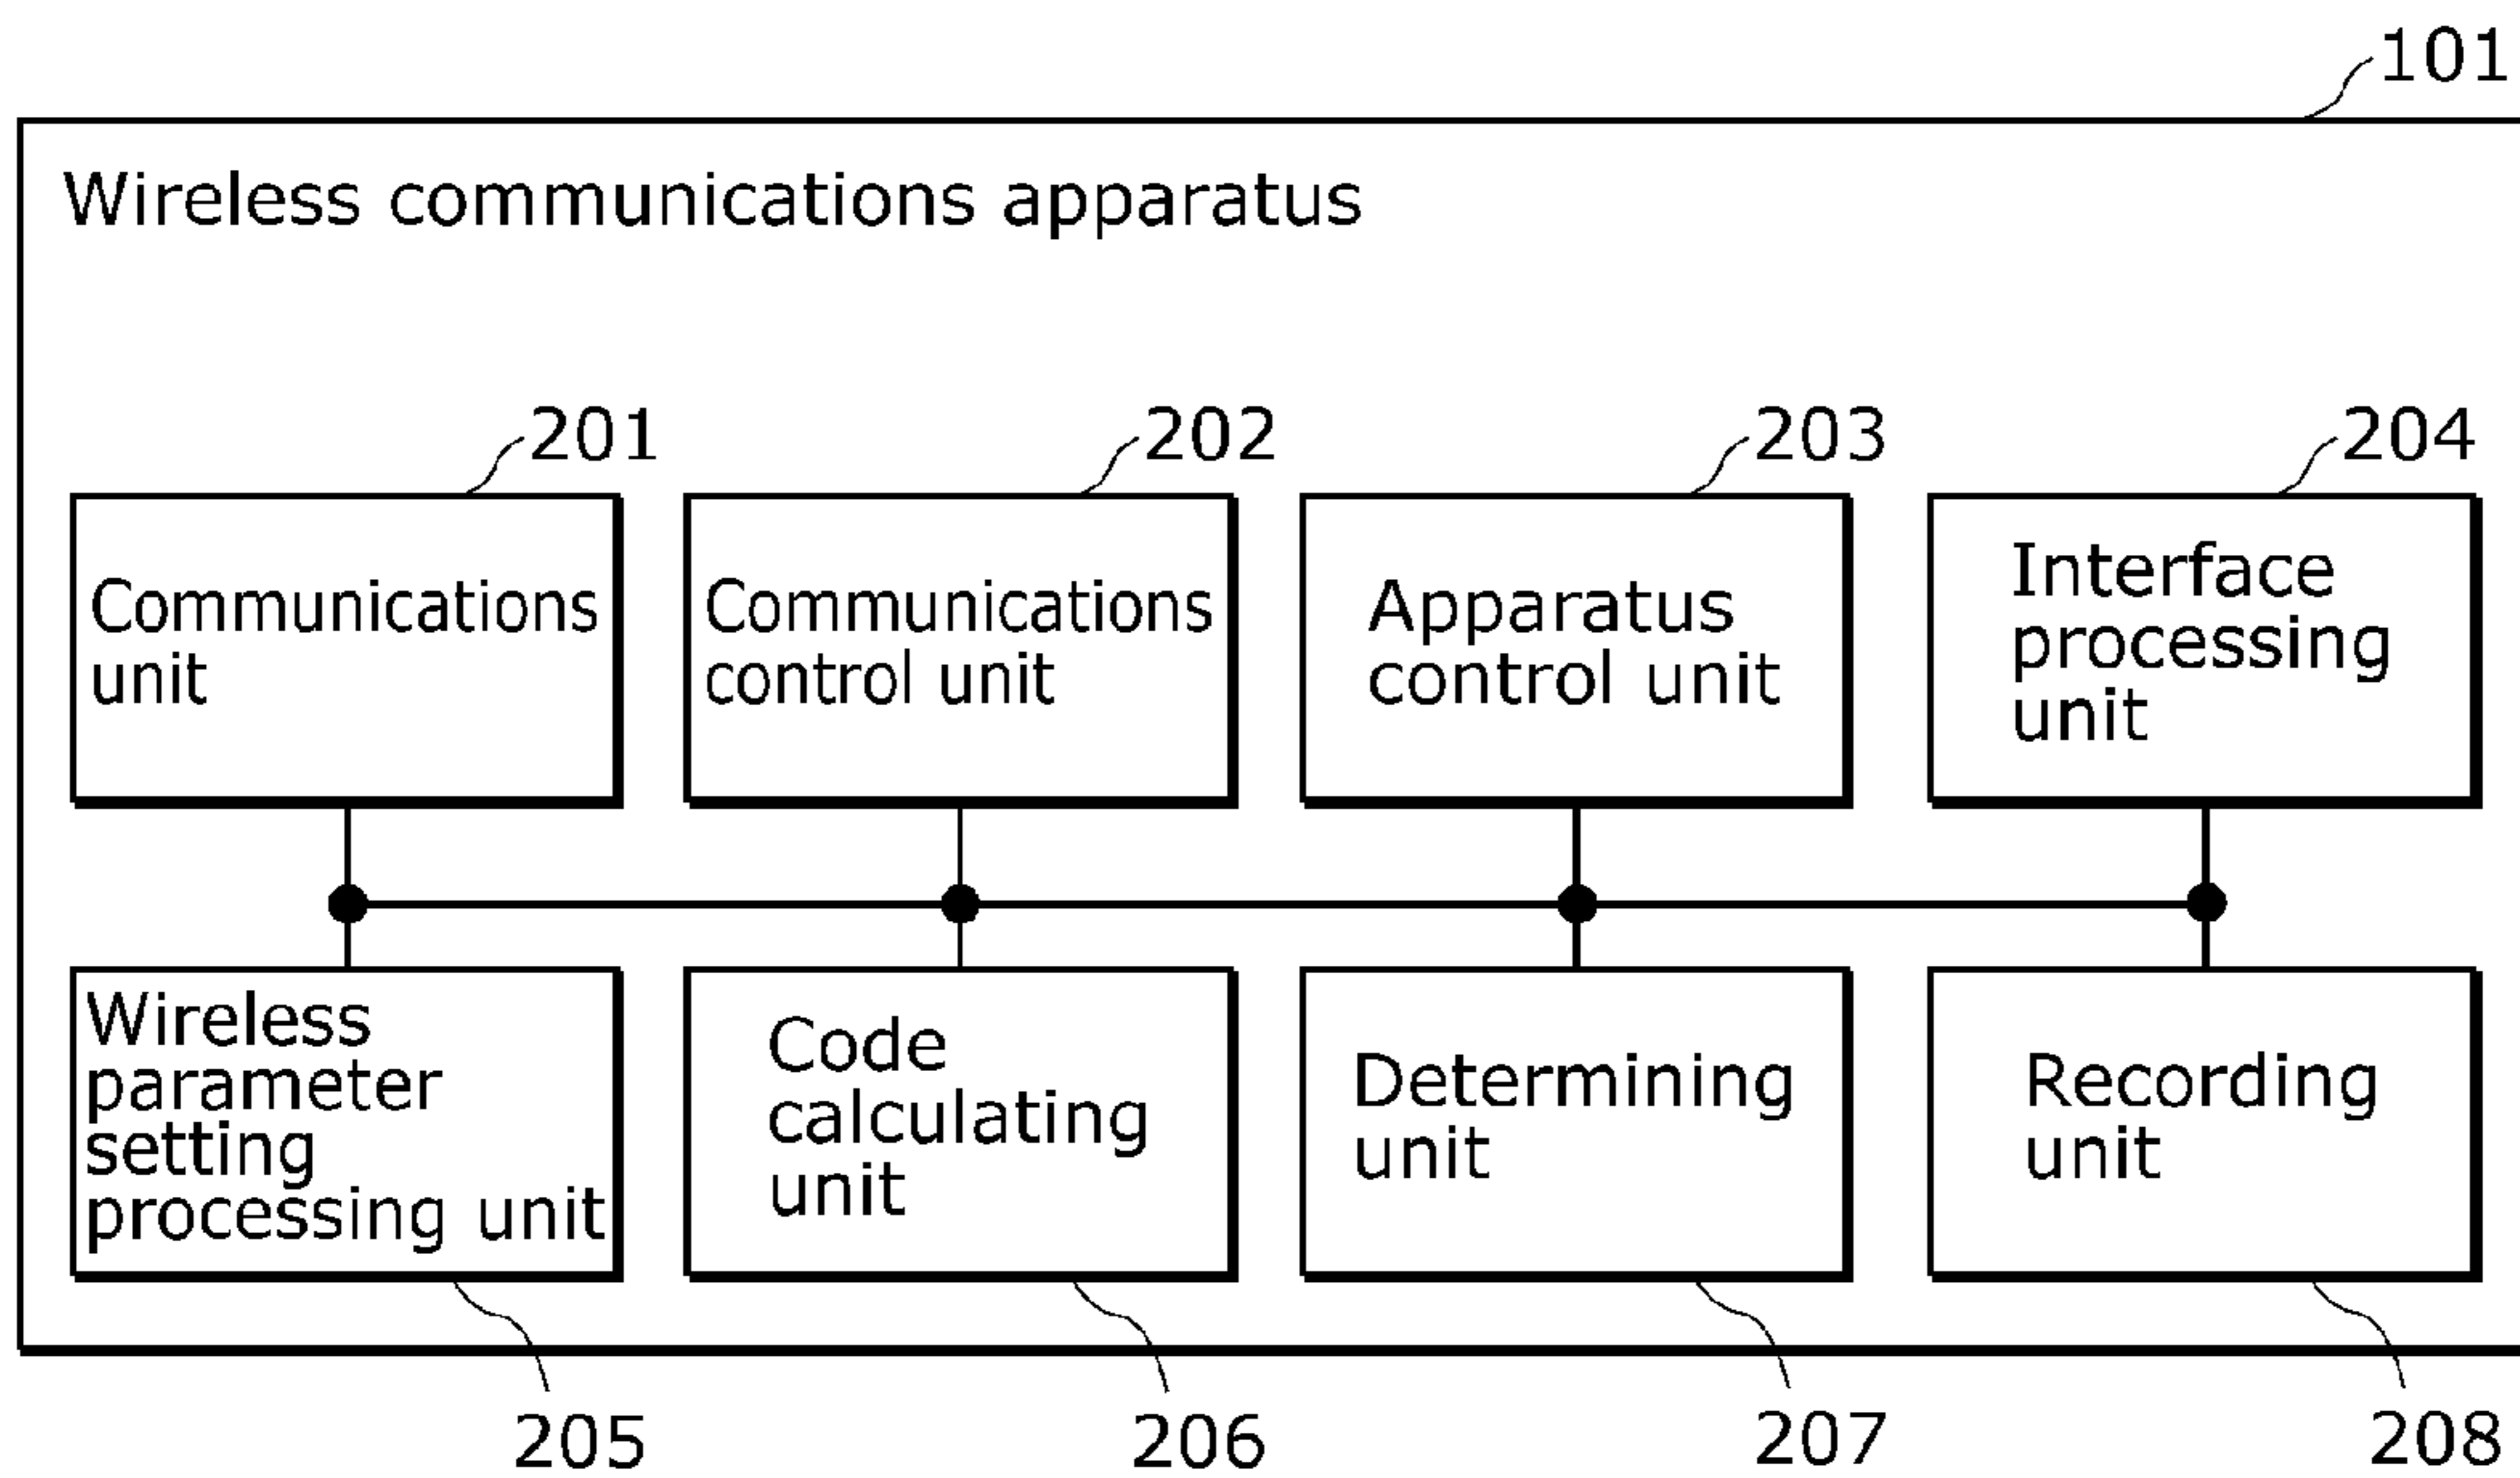 101
Wireless communications apparatus
201
202
203
204
Communications
unit
Communications
control unit
Apparatus
control unit
Interface
processing
unit
Wireless
parameter
setting
processing unit
Code
calculating
unit
Determining
unit
Recording
unit
205
206
207
208